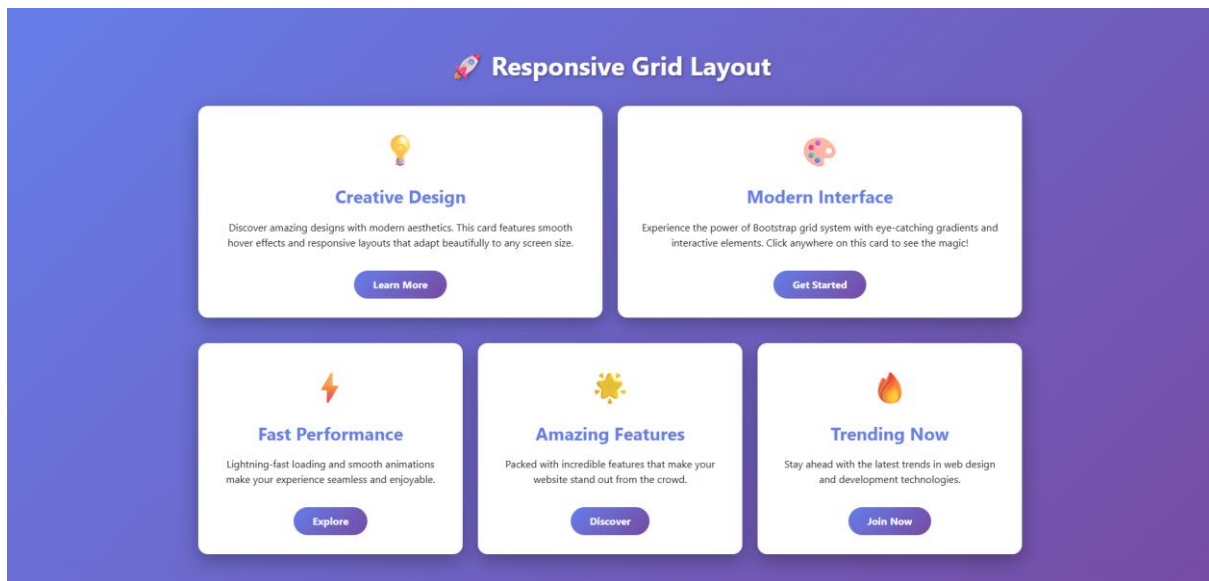 🚀 Responsive Grid Layout
Creative Design
Discover amazing designs with modern aesthetics. This card features smooth
hover effects and responsive layouts that adapt beautifully to any screen size.
Learn More
Modern Interface
Experience the power of Bootstrap grid system with eye-catching gradients and
interactive elements. Click anywhere on this card to see the magic!
Get Started
Fast Performance
Lightning-fast loading and smooth animations
make your experience seamless and enjoyable.
Explore
Amazing Features
Packed with incredible features that make your
website stand out from the crowd.
Discover
Trending Now
Stay ahead with the latest trends in web design
and development technologies.
Join Now